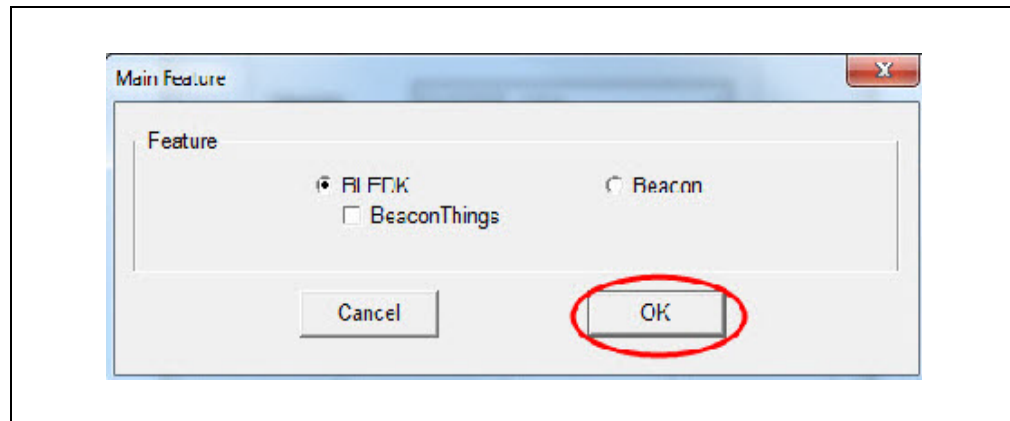 Main Feature
Feature
BLEDK
Beacon
BeaconThings
Cancel
OK